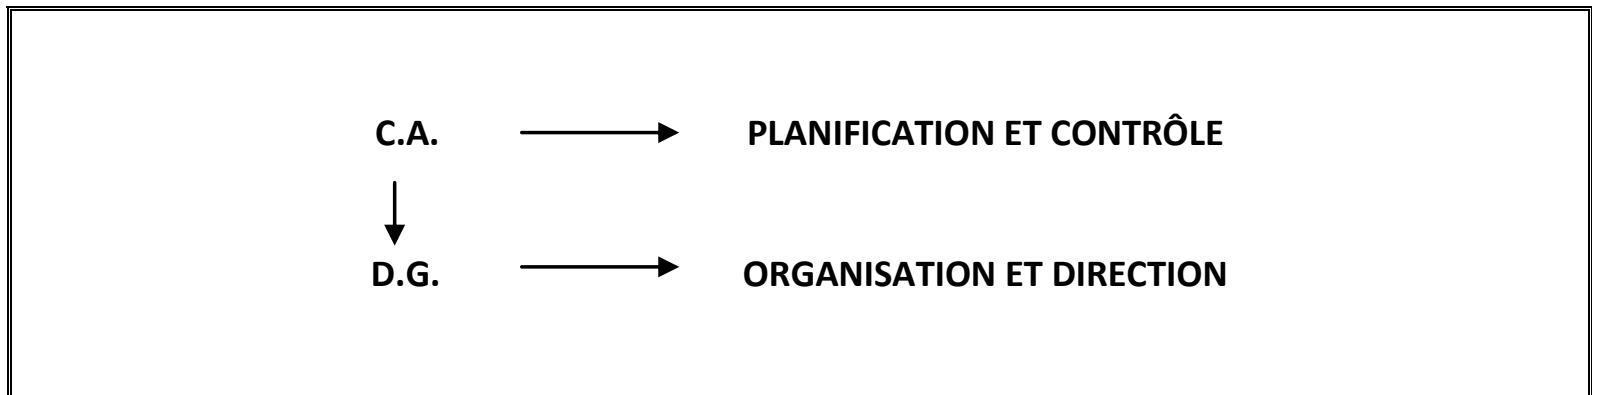 C.A. PLANIFICATION ET CONTRÔLE
D.G. ORGANISATION ET DIRECTION